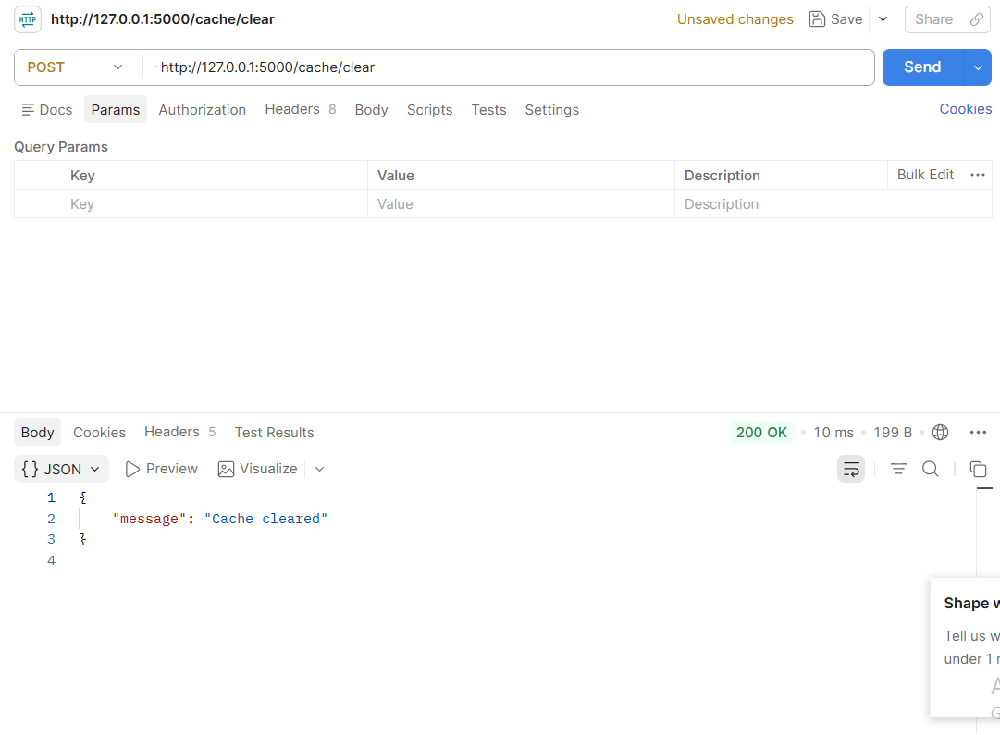 HTTP http://127.0.0.1:5000/cache/clear Unsaved changes Save Share
POST http://127.0.0.1:5000/cache/clear Send
Docs Params Authorization Headers 8 Body Scripts Tests Settings Cookies
Query Params
Key Value Description Bulk Edit
Key Value Description
Body Cookies Headers 5 Test Results 200 OK • 10 ms • 199 B
{} JSON Preview Visualize
1 {
2 "message": "Cache cleared"
3 }
4
Shape w
Tell us w
under 1